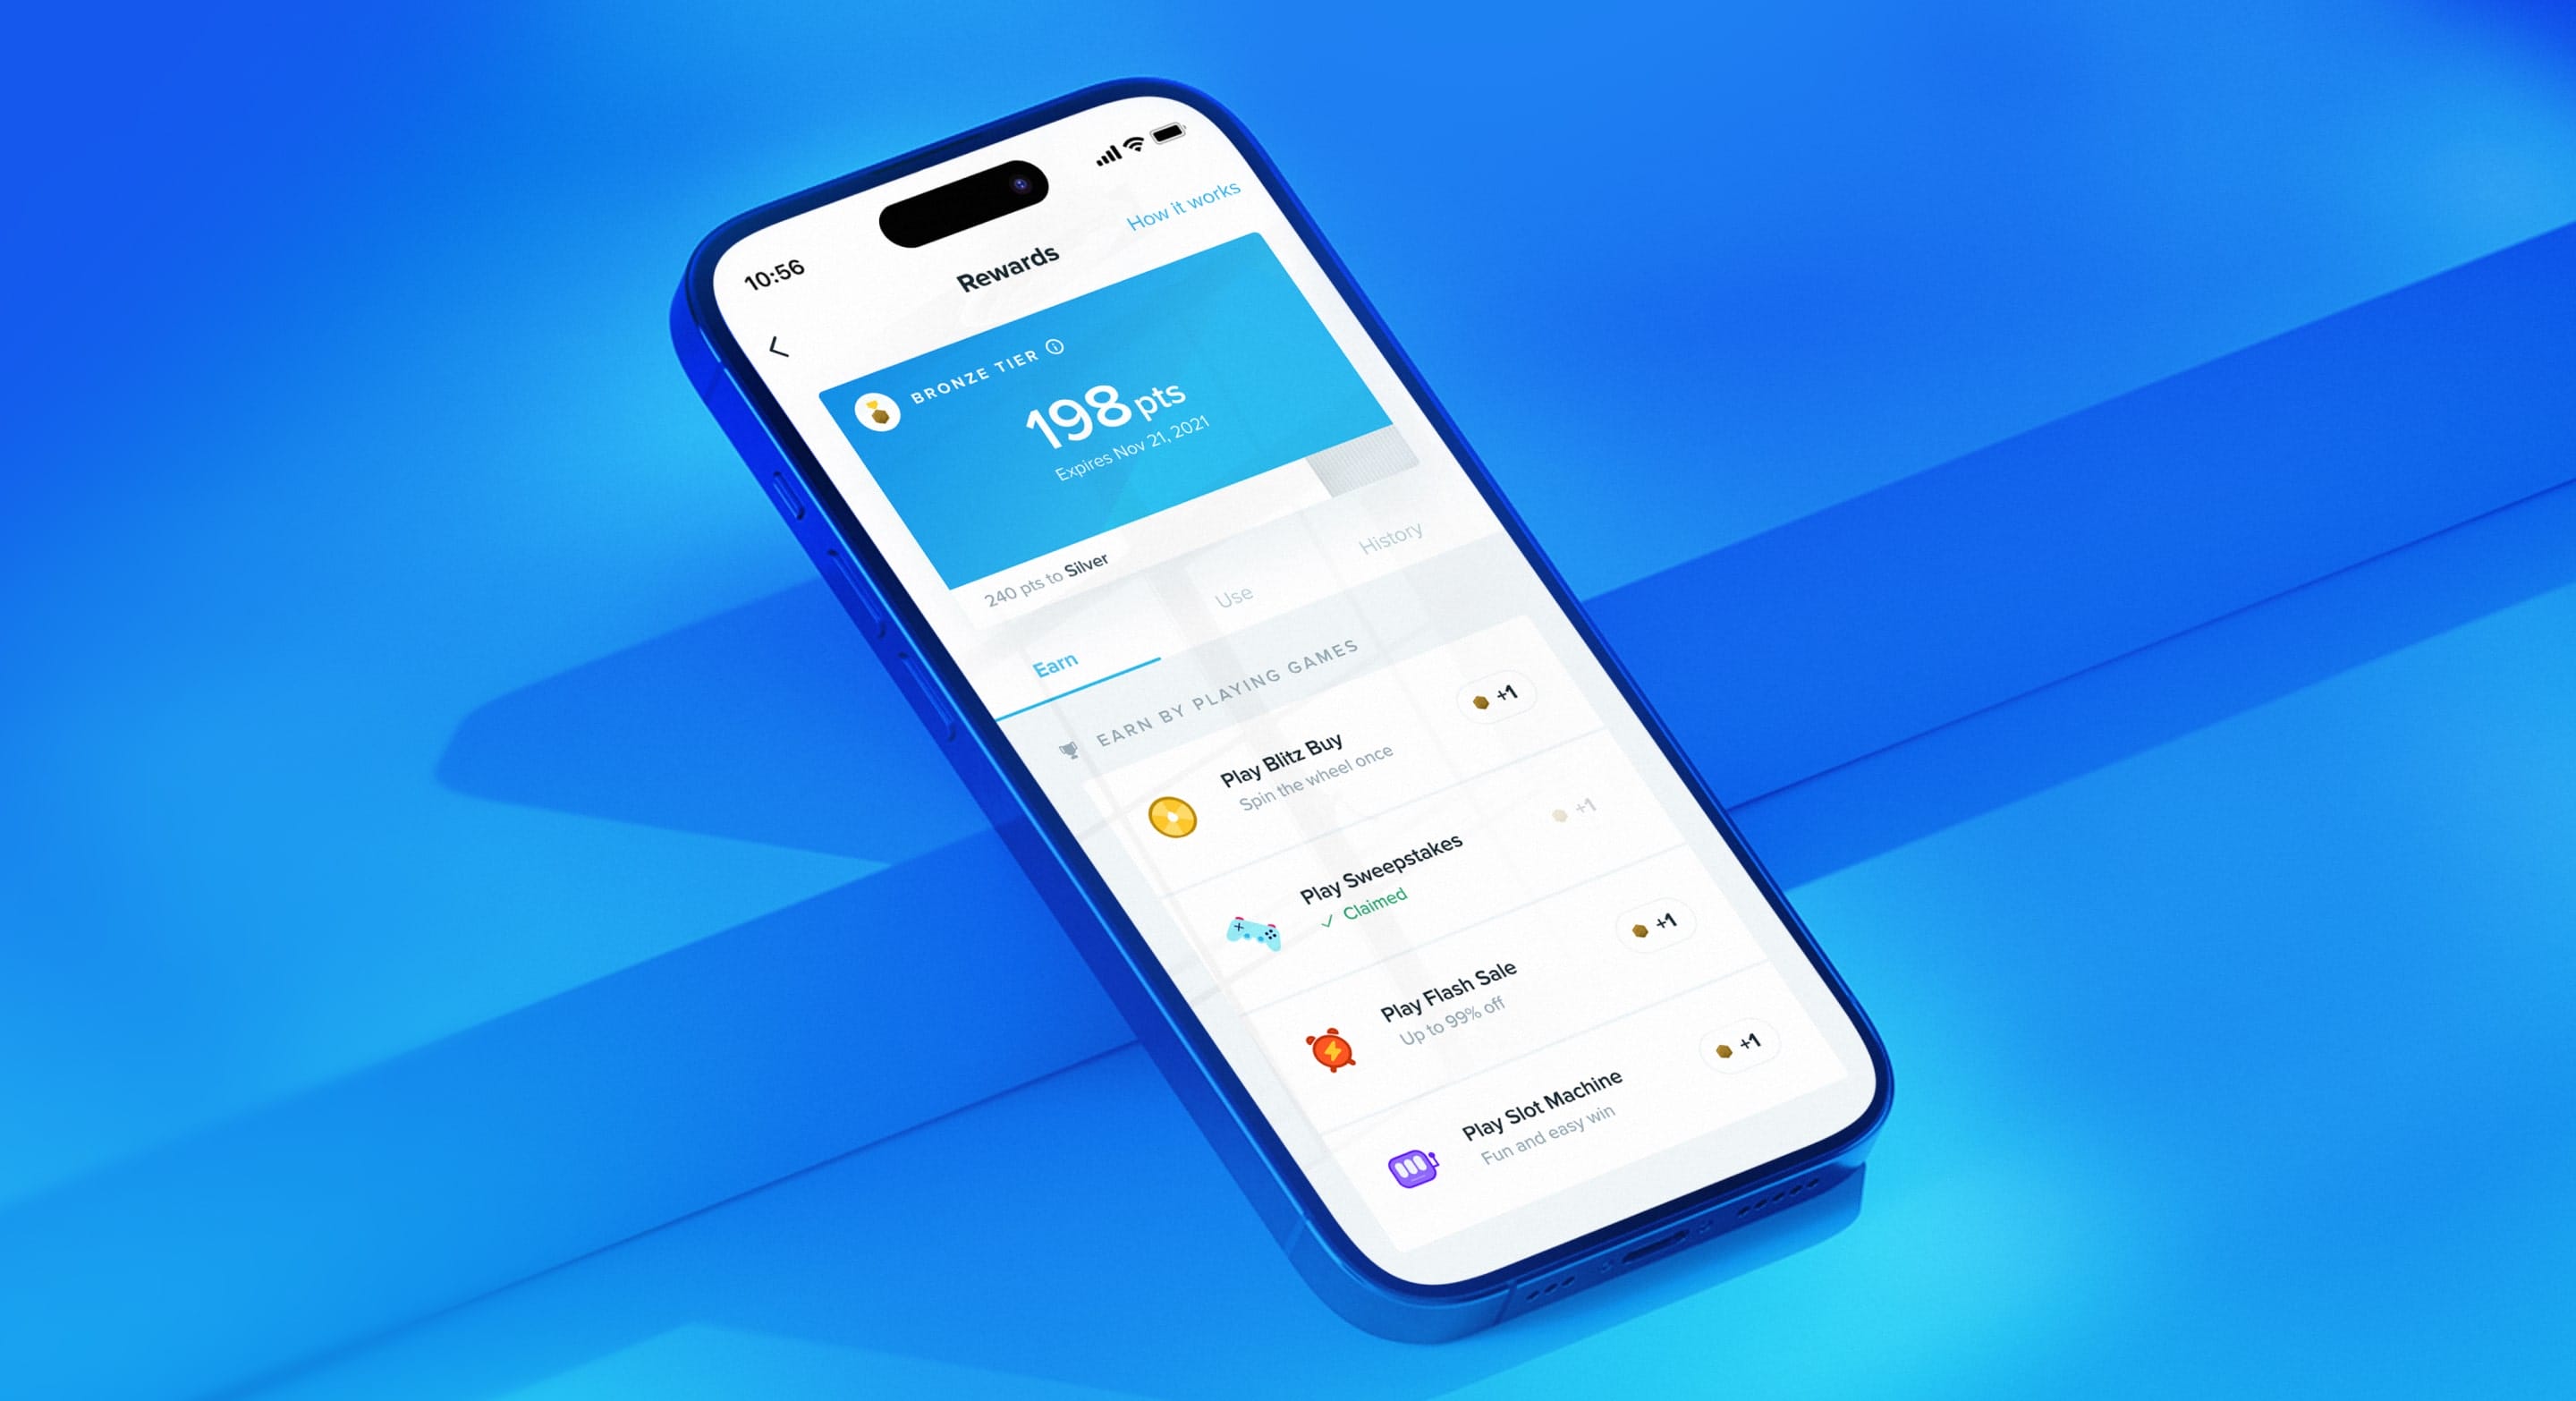 10:56
Rewards
How it works
BRONZE TIER
198 pts
Expires Nov 21, 2021
240 pts to Silver
Earn
Use
History
EARN BY PLAYING GAMES
Play Blitz Buy
Spin the wheel once
+1
Play Sweepstakes
Claimed
+1
Play Flash Sale
Up to 99% off
+1
Play Slot Machine
Fun and easy win
+1